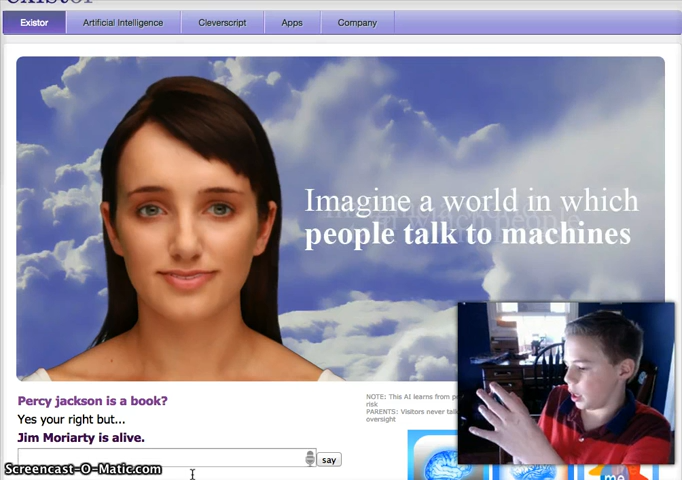 existor
Existor
Artificial Intelligence
Cleverscript
Apps
Company
Imagine a world in which
people talk to machines
Percy jackson is a book?
Yes your right but...
Jim Moriarty is alive.
say
NOTE: This AI learns from
risk
PARENTS: Visitors never
oversight
me
Screencast-O-Matic.com